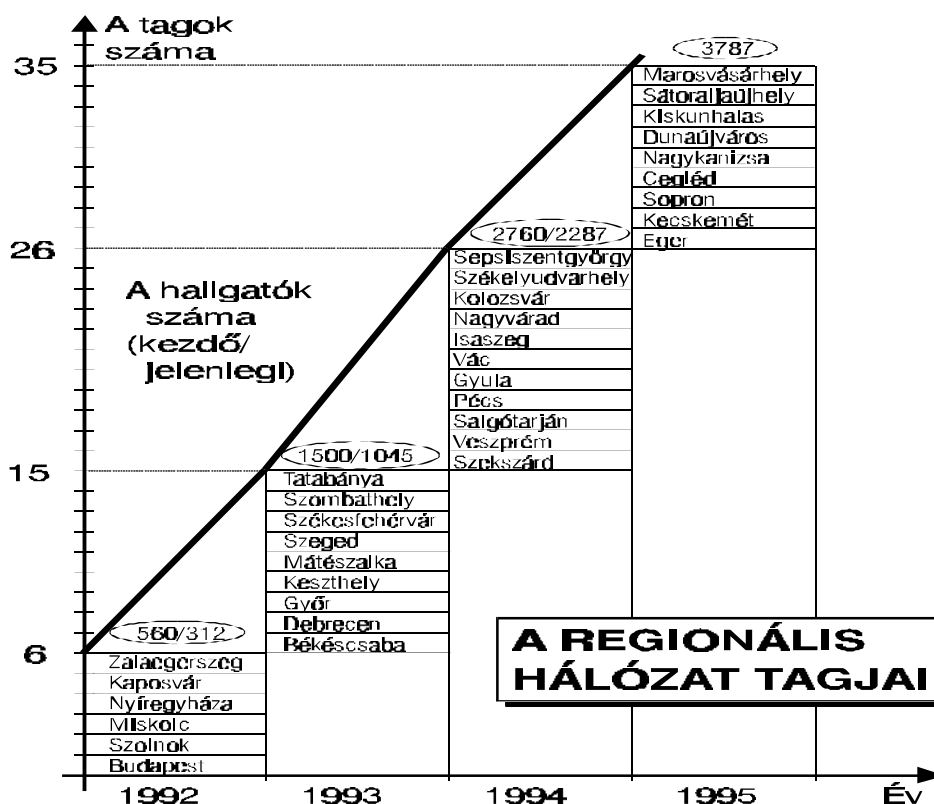 A tagok
száma
35
26
15
6
A hallgatók
száma
(kezdő/
jelenlegi)
560/312
Zalaegerszeg
Kaposvár
Nyíregyháza
Miskolc
Szolnok
Budapest
1500/1045
Tatabánya
Szombathely
Székesfehérvár
Szeged
Mátészalka
Keszthely
Győr
Debrecen
Békéscsaba
2760/2287
Sepsiszentgyörgy
Székelyudvarhely
Kolozsvár
Nagyvárad
Isaszeg
Vác
Gyula
Pécs
Salgótarján
Veszprém
Szekszárd
3787
Marosvásárhely
Sátoraljaújhely
Kiskunhalas
Dunaújváros
Nagykanizsa
Cegléd
Sopron
Kecskemét
Eger
A REGIONÁLIS
HÁLÓZAT TAGJAI
1992
1993
1994
1995
Év